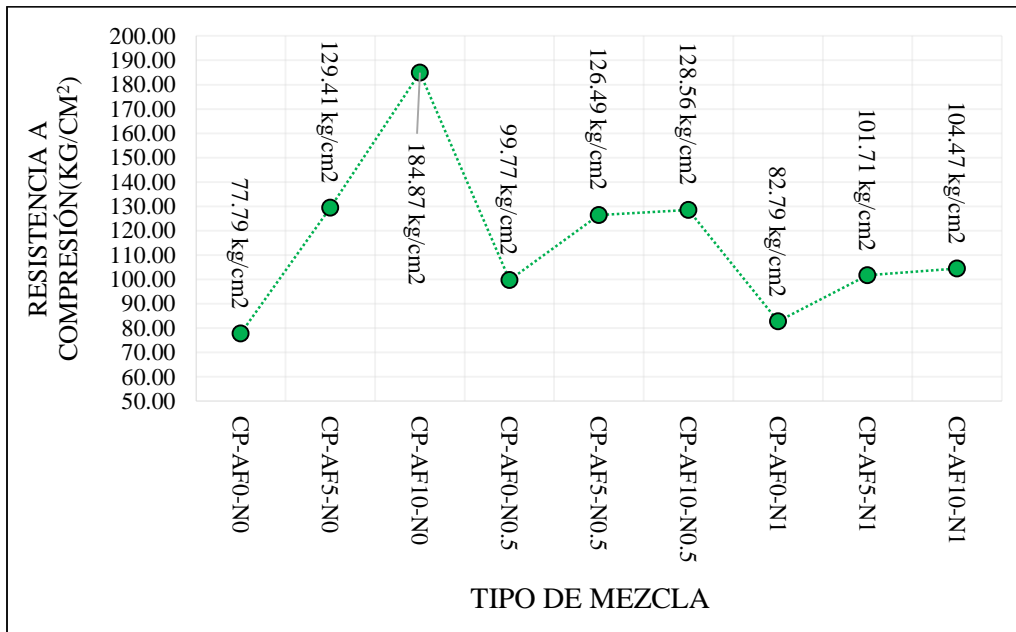 RESISTENCIA A
COMPRESIÓN(KG/CM²)
200.00
190.00
180.00
170.00
160.00
150.00
140.00
130.00
120.00
110.00
100.00
90.00
80.00
70.00
60.00
50.00
77.79 kg/cm2
129.41 kg/cm2
184.87 kg/cm2
99.77 kg/cm2
126.49 kg/cm2
128.56 kg/cm2
82.79 kg/cm2
101.71 kg/cm2
104.47 kg/cm2
CP-AF0-N0
CP-AF5-N0
CP-AF10-N0
CP-AF0-N0.5
CP-AF5-N0.5
CP-AF10-N0.5
CP-AF0-N1
CP-AF5-N1
CP-AF10-N1
TIPO DE MEZCLA